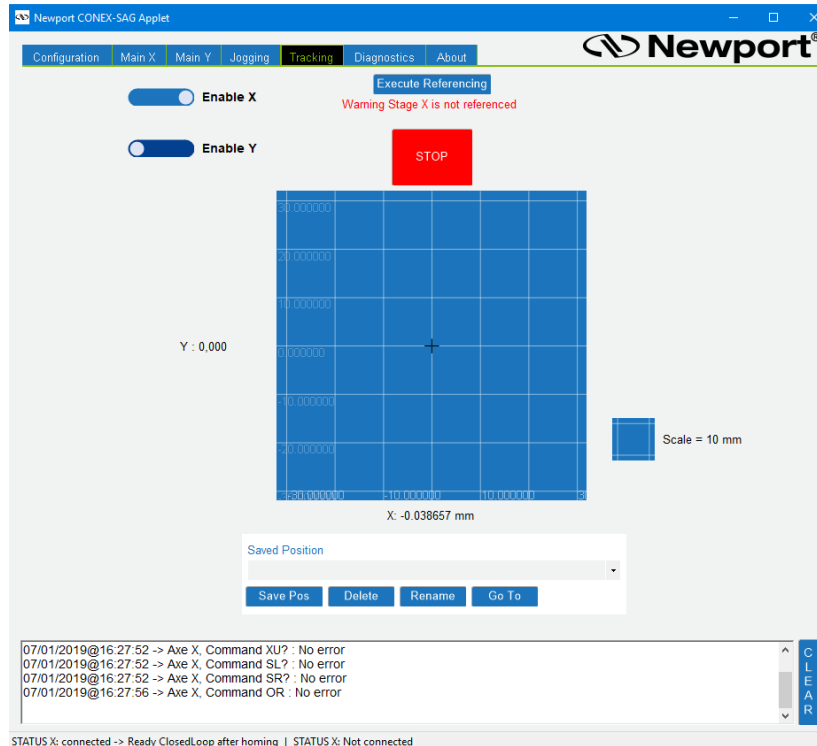 Newport CONEX-SAG Applet
Newport®
Configuration Main X Main Y Jogging Tracking Diagnostics About
Execute Referencing
Enable X
Warning Stage X is not referenced
Enable Y
STOP
30.000000
20.000000
10.000000
Y : 0,000
0.000000
-10.000000
Scale = 10 mm
-20.000000
-30.000000 -10.000000 10.000000
X: -0.038657 mm
Saved Position
Save Pos Delete Rename Go To
07/01/2019@16:27:52 -> Axe X, Command XU? : No error
07/01/2019@16:27:52 -> Axe X, Command SL? : No error
07/01/2019@16:27:52 -> Axe X, Command SR? : No error
07/01/2019@16:27:56 -> Axe X, Command OR : No error
CLEAR
STATUS X: connected -> Ready ClosedLoop after homing | STATUS X: Not connected